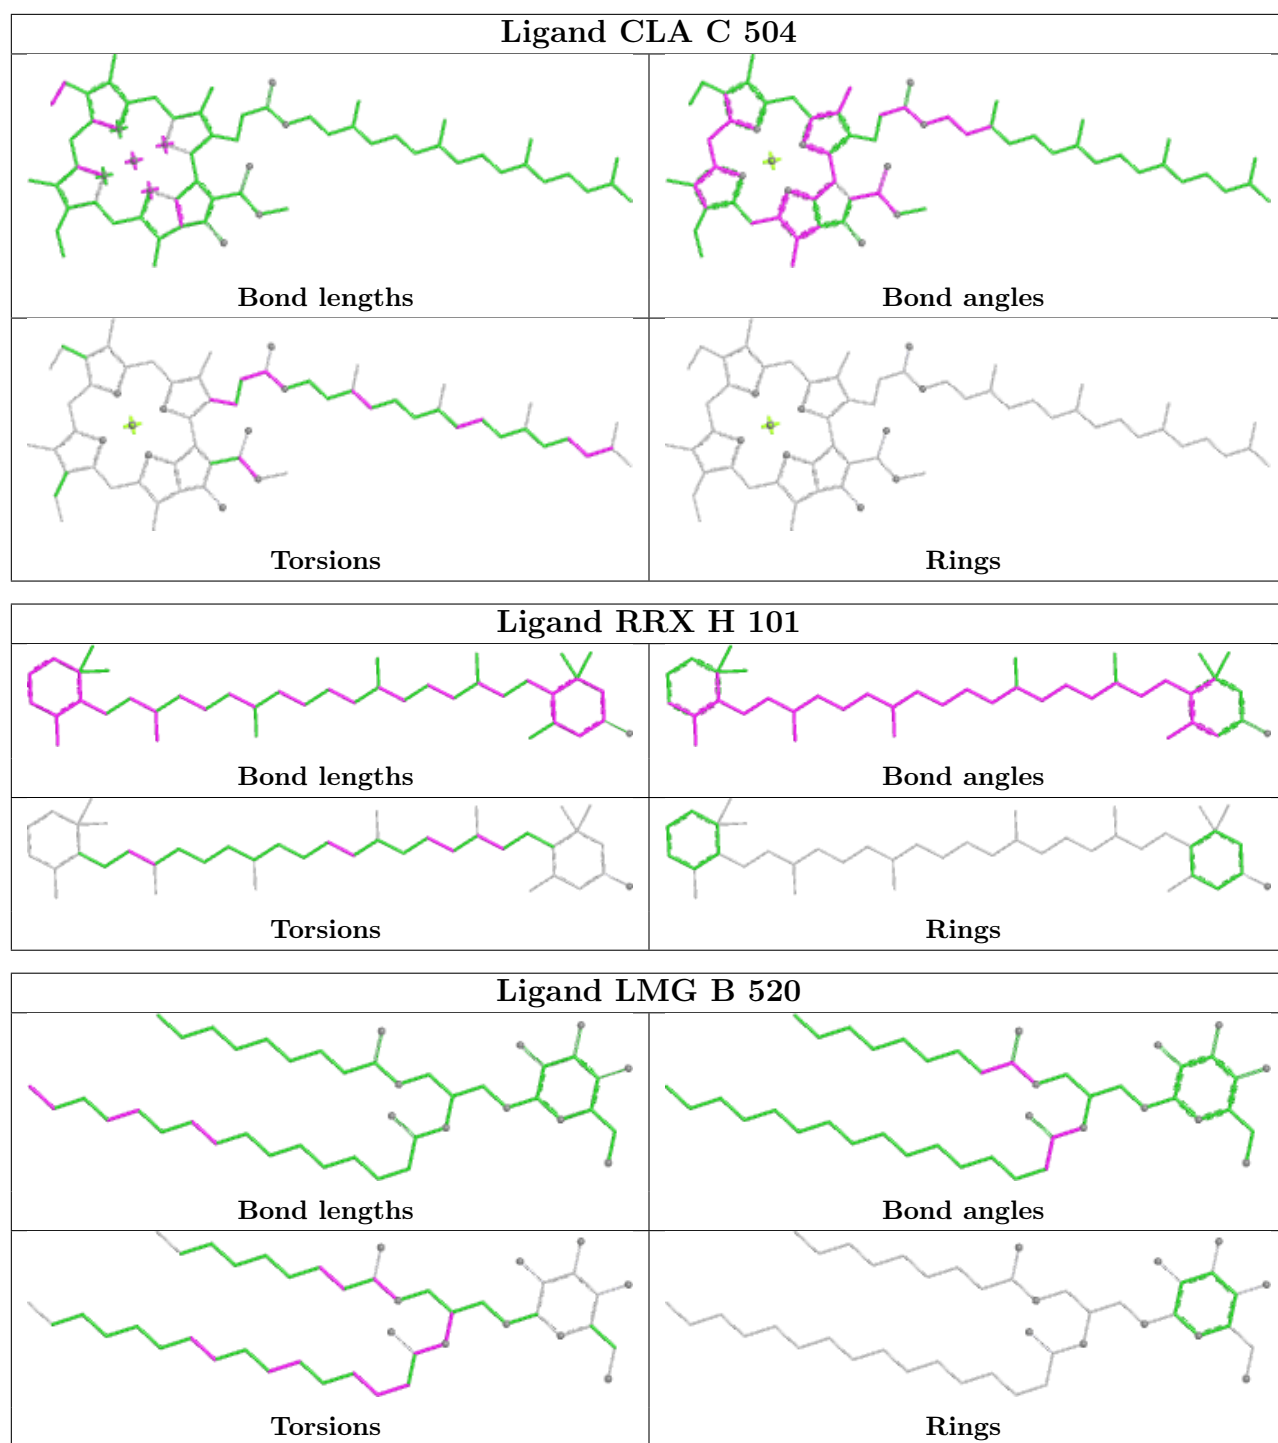 Ligand CLA C 504
Bond lengths
Bond angles
Torsions
Rings
Ligand RRX H 101
Bond lengths
Bond angles
Torsions
Rings
Ligand LMG B 520
Bond lengths
Bond angles
Torsions
Rings